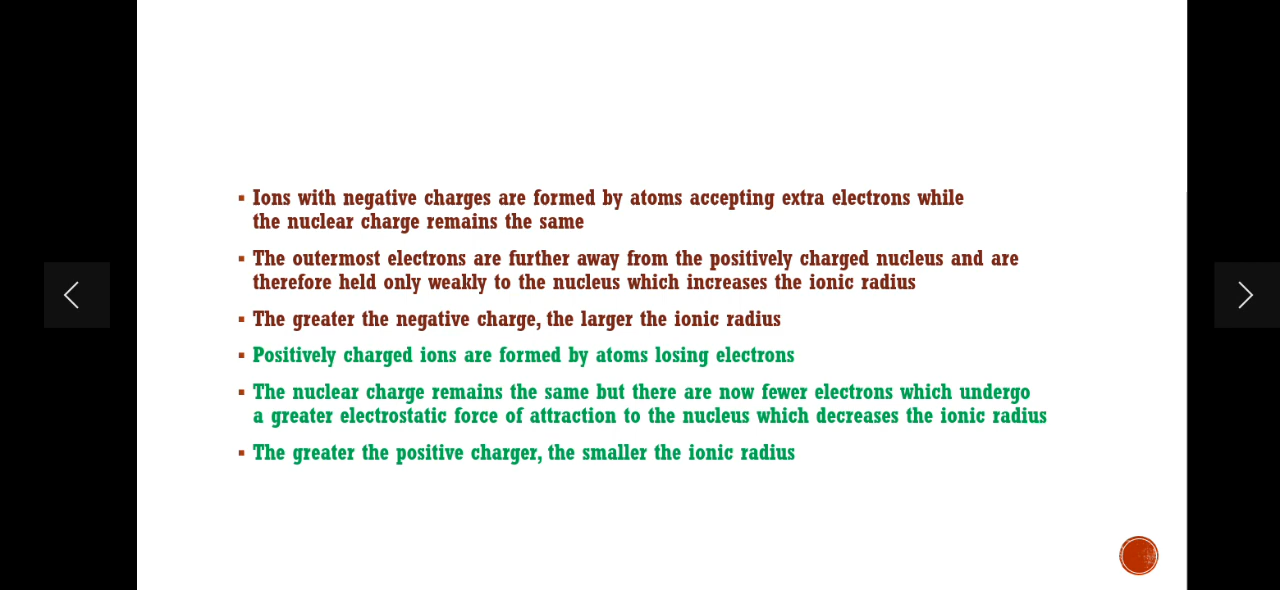 ▪ Ions with negative charges are formed by atoms accepting extra electrons while
the nuclear charge remains the same
▪ The outermost electrons are further away from the positively charged nucleus and are
therefore held only weakly to the nucleus which increases the ionic radius
▪ The greater the negative charge, the larger the ionic radius
▪ Positively charged ions are formed by atoms losing electrons
▪ The nuclear charge remains the same but there are now fewer electrons which undergo
a greater electrostatic force of attraction to the nucleus which decreases the ionic radius
▪ The greater the positive charger, the smaller the ionic radius